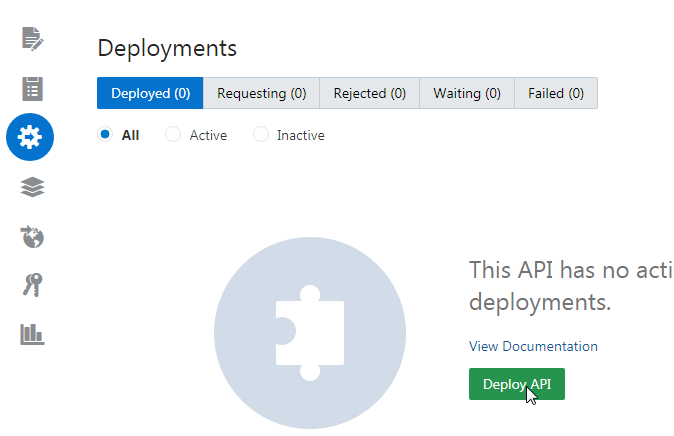 Deployments
Deployed (0) Requesting (0) Rejected (0) Waiting (0) Failed (0)
All Active Inactive
This API has no acti
deployments.
View Documentation
Deploy API